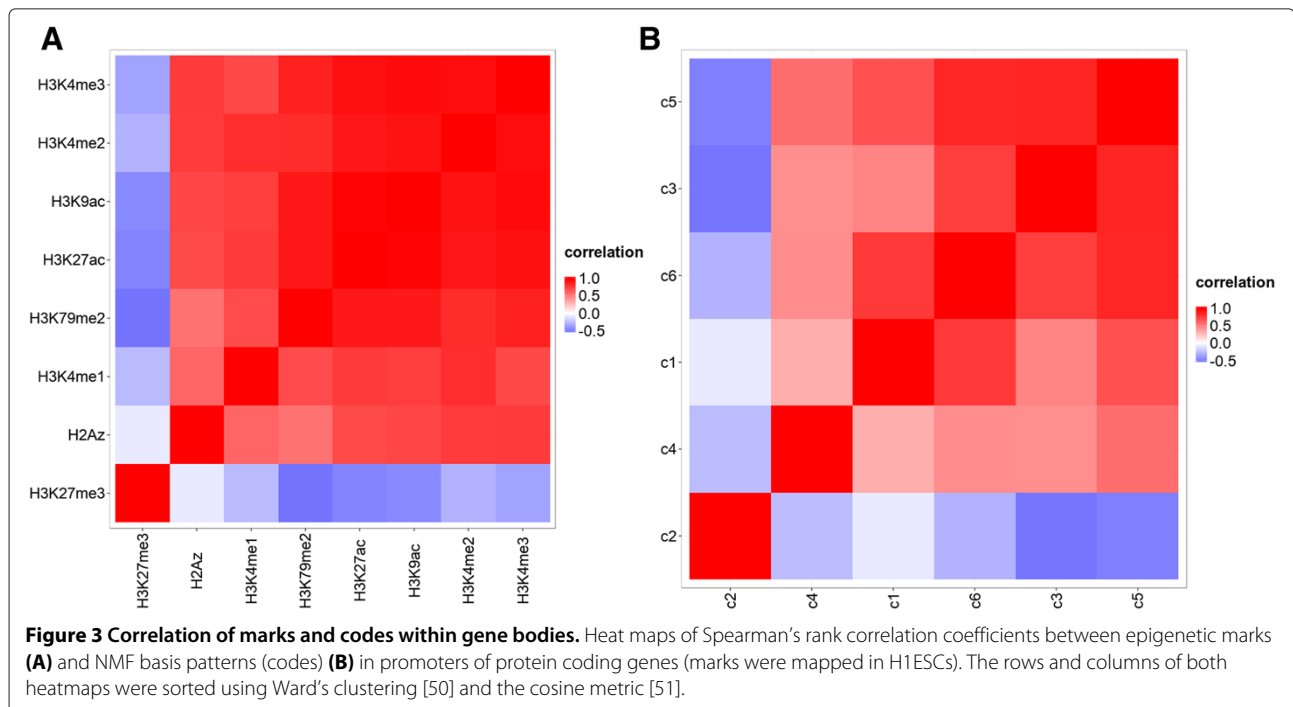 A
H3K4me3
H3K4me2
H3K9ac
H3K27ac
H3K79me2
H3K4me1
H2Az
H3K27me3
H3K27me3
H2Az
H3K4me1
H3K79me2
H3K27ac
H3K9ac
H3K4me2
H3K4me3
correlation
1.0
0.5
0.0
-0.5
B
c5
c3
c6
c1
c4
c2
c2
c4
c1
c6
c3
c5
correlation
1.0
0.5
0.0
-0.5
Figure 3 Correlation of marks and codes within gene bodies. Heat maps of Spearman's rank correlation coefficients between epigenetic marks
(A) and NMF basis patterns (codes) (B) in promoters of protein coding genes (marks were mapped in H1ESCs). The rows and columns of both
heatmaps were sorted using Ward's clustering [50] and the cosine metric [51].